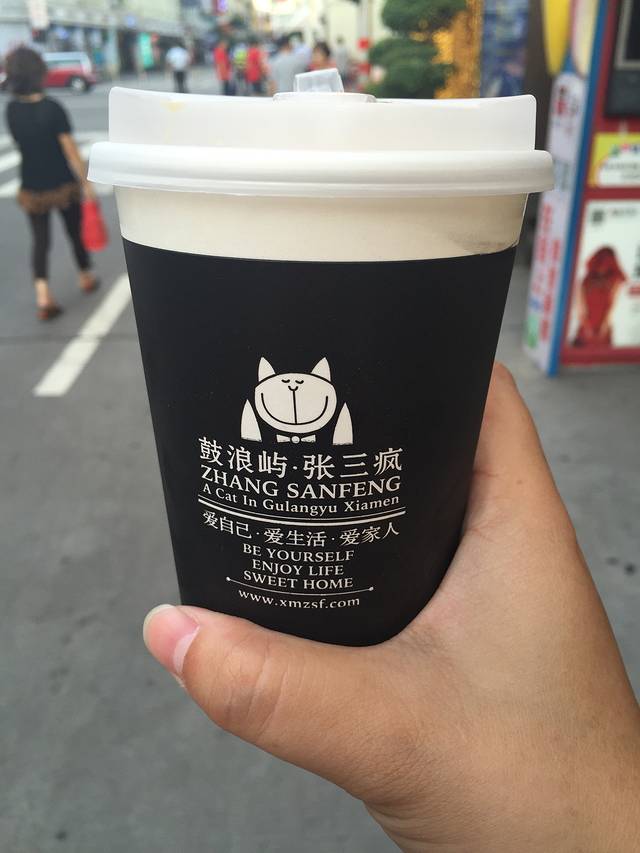 鼓浪屿·张三疯
ZHANG SANFENG
A Cat In Gulangyu Xiamen
爱自己·爱生活·爱家人
BE YOURSELF
ENJOY LIFE
SWEET HOME
www.xmzsf.com